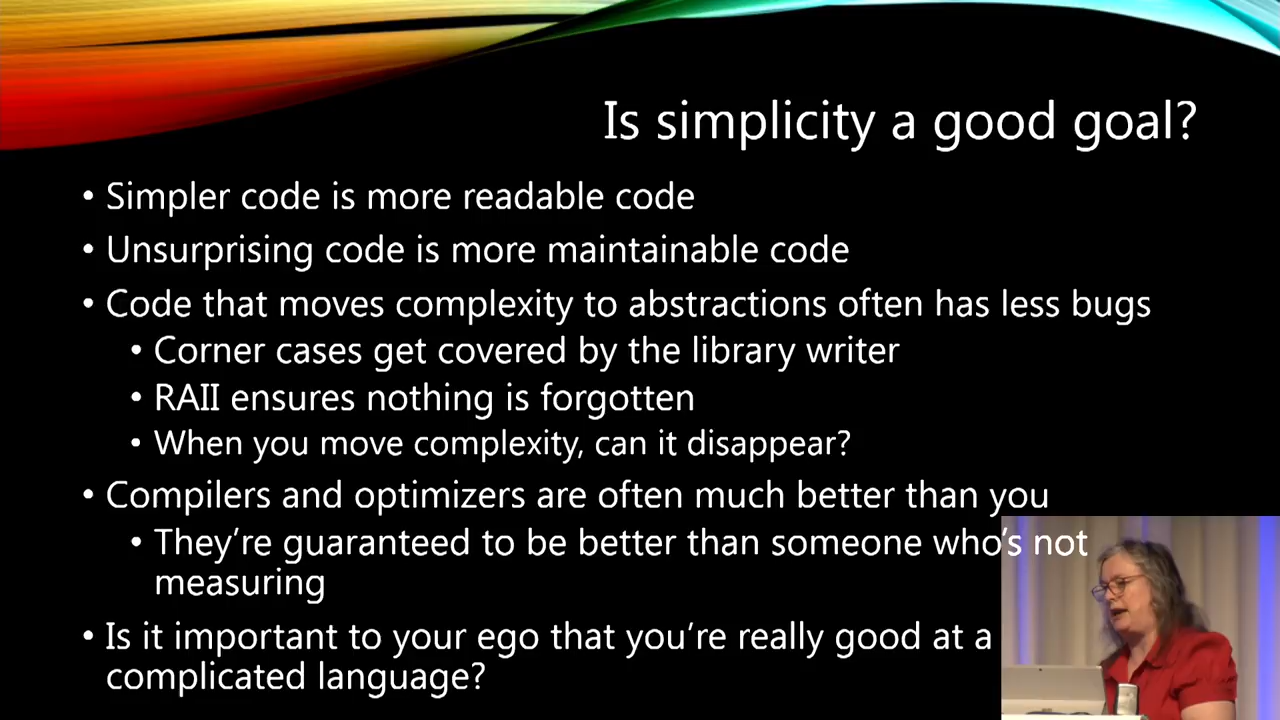 Is simplicity a good goal?
• Simpler code is more readable code
• Unsurprising code is more maintainable code
• Code that moves complexity to abstractions often has less bugs
• Corner cases get covered by the library writer
• RAII ensures nothing is forgotten
• When you move complexity, can it disappear?
• Compilers and optimizers are often much better than you
• They’re guaranteed to be better than someone who’s not
measuring
• Is it important to your ego that you’re really good at a
complicated language?